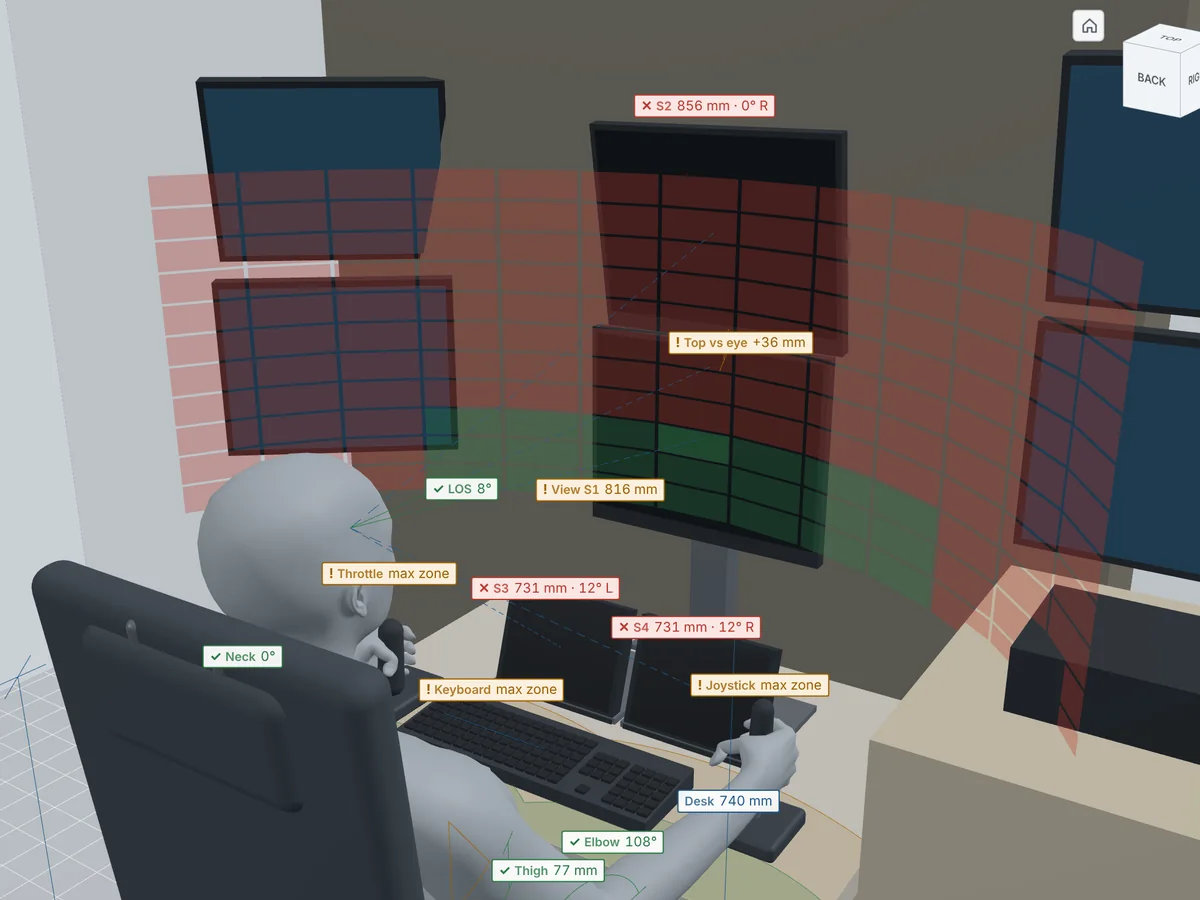 TOP
BACK
RIG
✕ S2 856 mm · 0° R
! Top vs eye +36 mm
✓ LOS 8°
! View S1 816 mm
! Throttle max zone
✕ S3 731 mm · 12° L
✕ S4 731 mm · 12° R
✓ Neck 0°
! Keyboard max zone
! Joystick max zone
Desk 740 mm
✓ Elbow 108°
✓ Thigh 77 mm